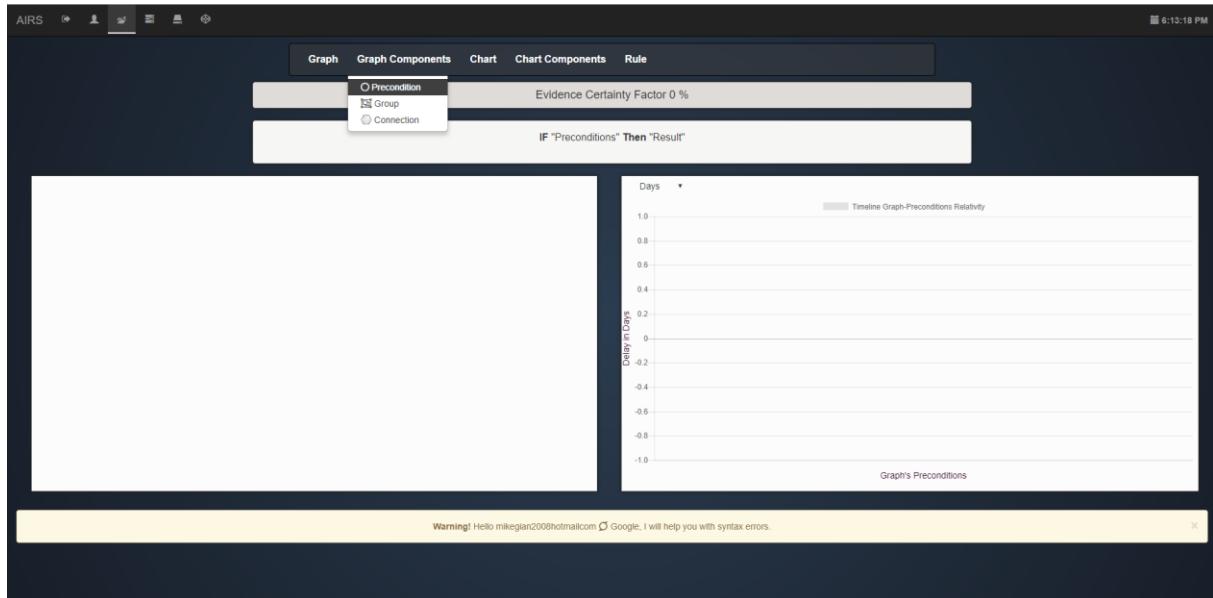 AIRS
6:13:18 PM
Graph Graph Components Chart Chart Components Rule
Precondition
Group
Connection
Evidence Certainty Factor 0 %
IF "Preconditions" Then "Result"
Days
Timeline Graph-Preconditions Relativity
1.0
0.8
0.6
0.4
0.2
0
-0.2
-0.4
-0.6
-0.8
-1.0
Delay in Days
Graph's Preconditions
Warning! Hello mikegian2008hotmailcom Google, I will help you with syntax errors.
×